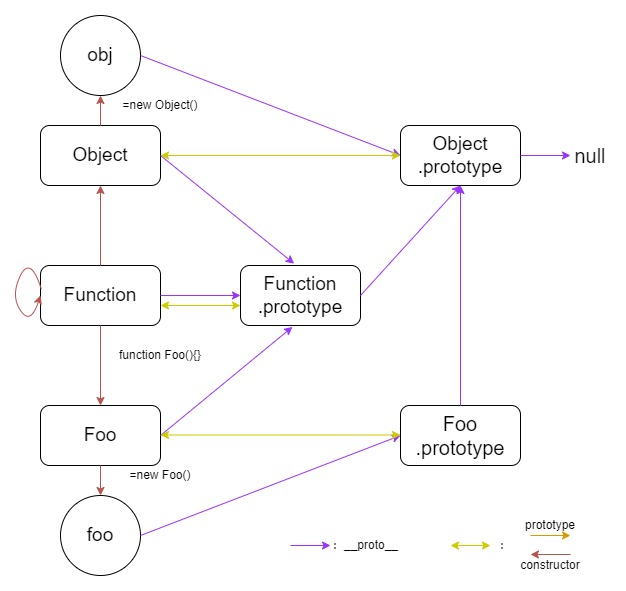 obj
=new Object()
Object
Object
.prototype
null
Function
Function
.prototype
function Foo(){}
Foo
Foo
.prototype
=new Foo()
foo
: __proto__
:
prototype
constructor